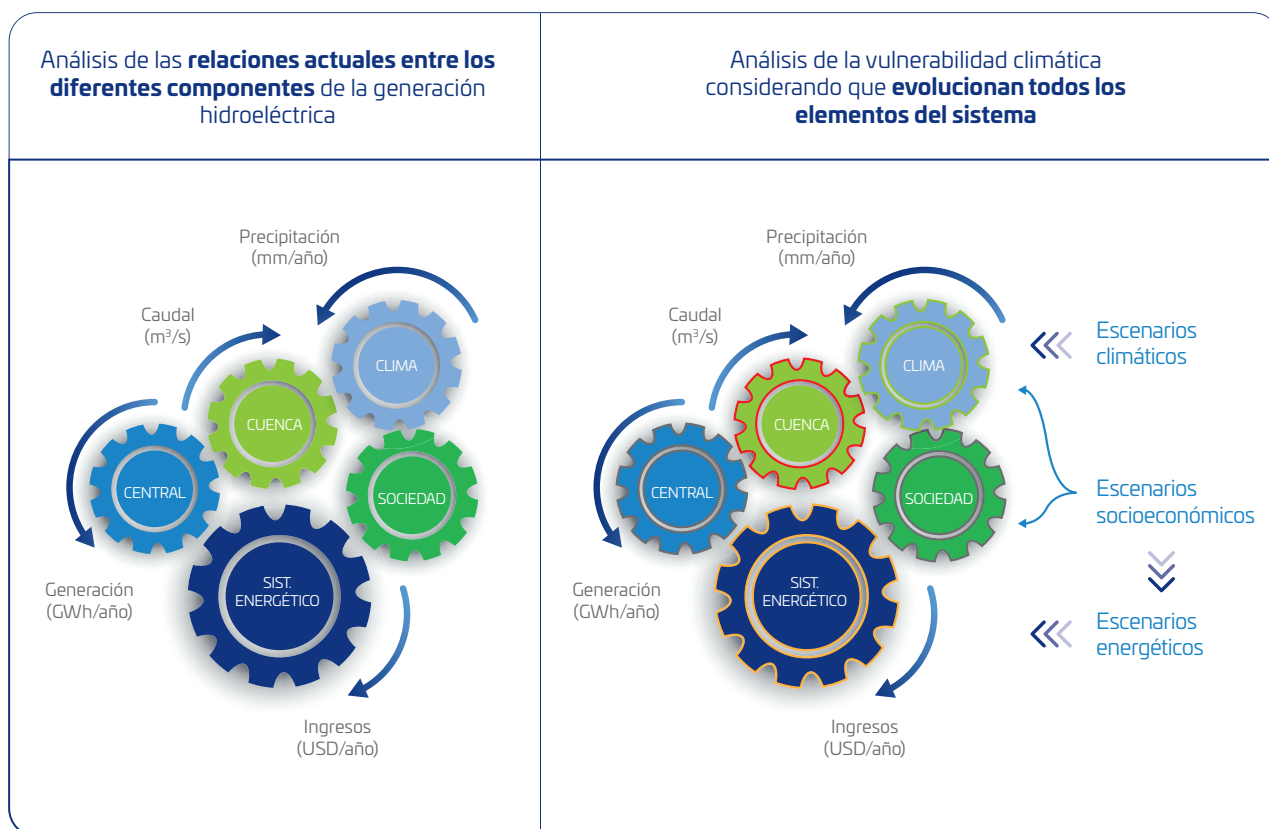 Análisis de las relaciones actuales entre los
diferentes componentes de la generación
hidroeléctrica
Precipitación
(mm/año)
Caudal
(m³/s)
CLIMA
CUENCA
CENTRAL
SOCIEDAD
Generación
(GWh/año)
SIST.
ENERGÉTICO
Ingresos
(USD/año)
Análisis de la vulnerabilidad climática
considerando que evolucionan todos los
elementos del sistema
Precipitación
(mm/año)
Caudal
(m³/s)
CLIMA
Escenarios
climáticos
CUENCA
CENTRAL
SOCIEDAD
Escenarios
socioeconómicos
Generación
(GWh/año)
SIST.
ENERGÉTICO
Escenarios
energéticos
Ingresos
(USD/año)